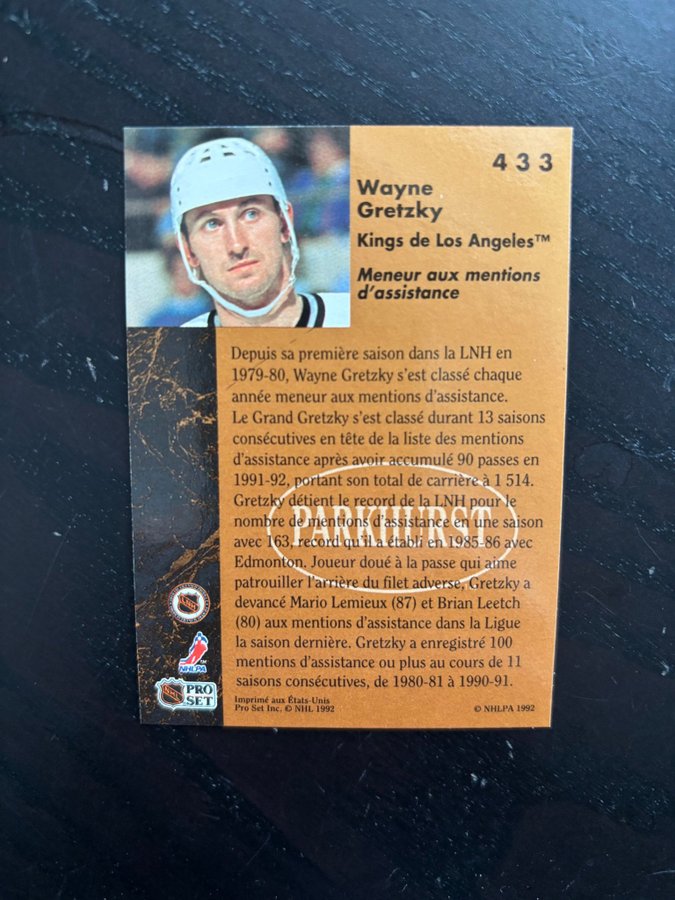 433
Wayne
Gretzky
Kings de Los Angeles™
Meneur aux mentions
d'assistance
Depuis sa première saison dans la LNH en
1979-80, Wayne Gretzky s'est classé chaque
année meneur aux mentions d'assistance.
Le Grand Gretzky s'est classé durant 13 saisons
consécutives en tête de la liste des mentions
d'assistance après avoir accumulé 90 passes en
1991-92, portant son total de carrière à 1 514.
Gretzky détient le record de la LNH pour le
nombre de mentions d'assistance en une saison
avec 163, record qu'il a établi en 1985-86 avec
Edmonton. Joueur doué à la passe qui aime
patrouiller l'arrière du filet adverse, Gretzky a
devancé Mario Lemieux (87) et Brian Leetch
(80) aux mentions d'assistance dans la Ligue
la saison dernière. Gretzky a enregistré 100
mentions d'assistance ou plus au cours de 11
saisons consécutives, de 1980-81 à 1990-91.
PARKHURST
NHL
NHLPA
NHL PRO
SET
Imprimé aux États-Unis
Pro Set Inc. © NHL 1992
© NHLPA 1992